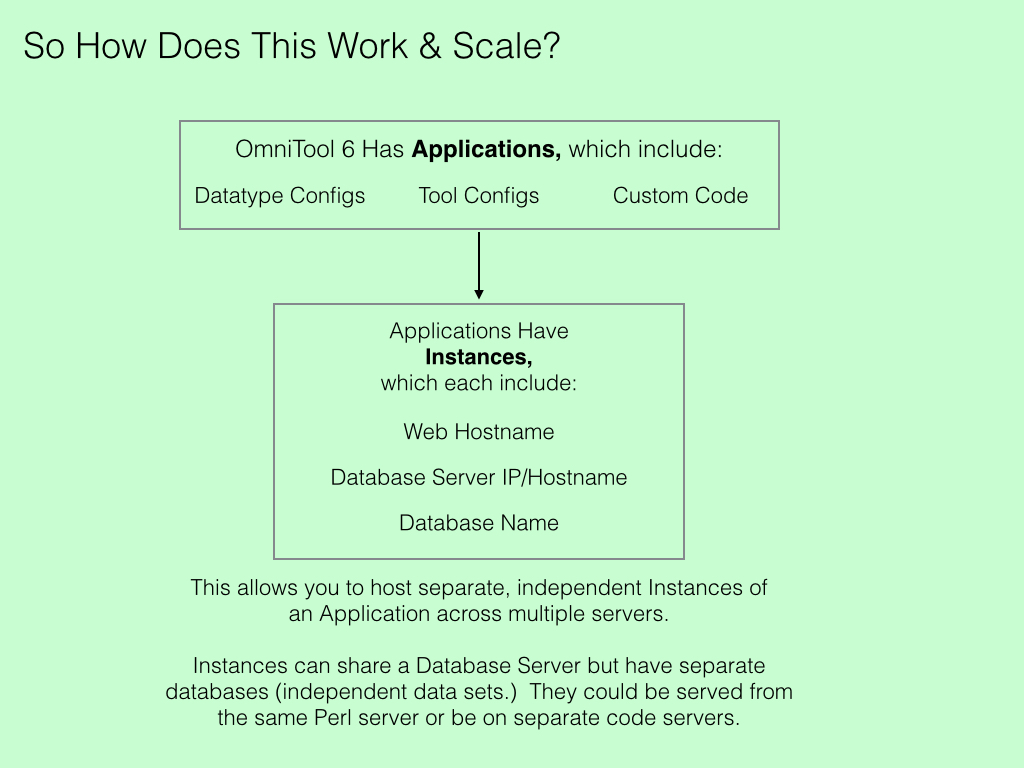 So How Does This Work & Scale?
OmniTool 6 Has Applications, which include:
Datatype Configs Tool Configs Custom Code
Applications Have
Instances,
which each include:
Web Hostname
Database Server IP/Hostname
Database Name
This allows you to host separate, independent Instances of
an Application across multiple servers.
Instances can share a Database Server but have separate
databases (independent data sets.)  They could be served from
the same Perl server or be on separate code servers.